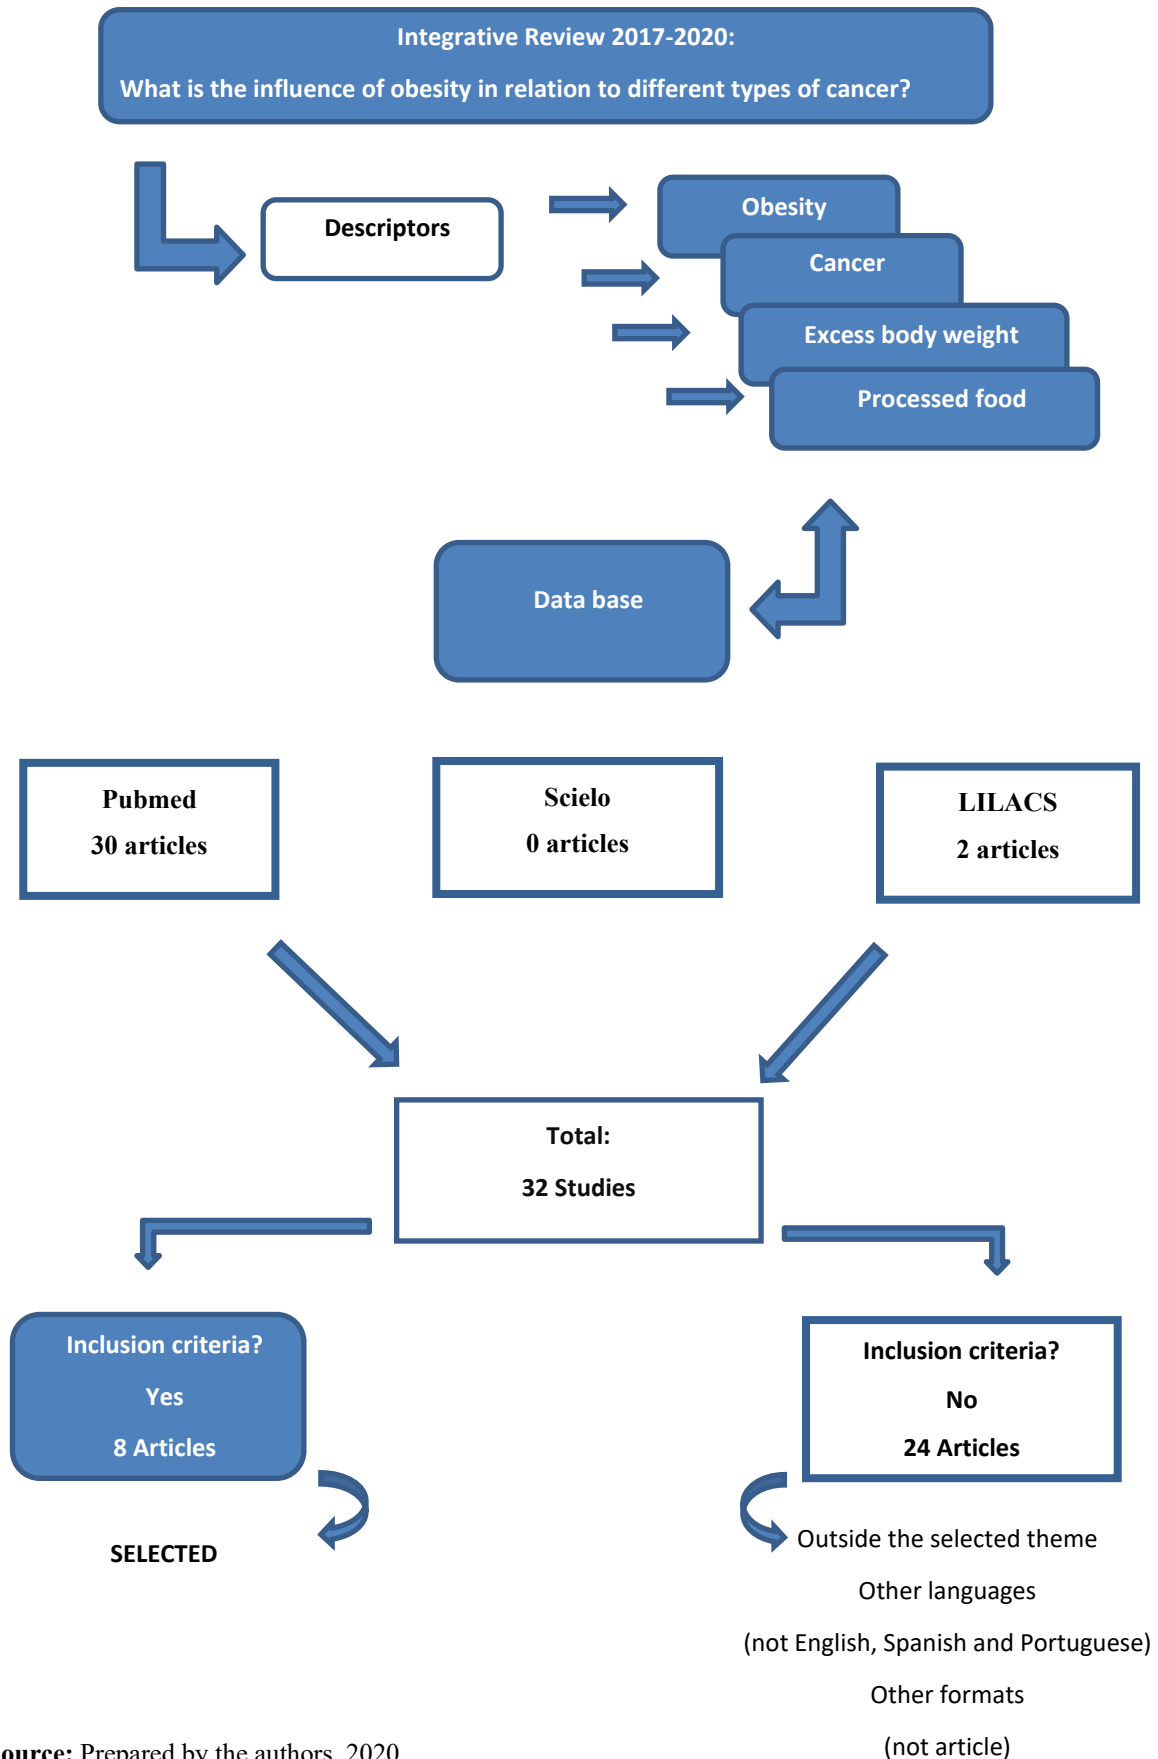 Integrative Review 2017-2020:
What is the influence of obesity in relation to different types of cancer?
Descriptors
Obesity
Cancer
Excess body weight
Processed food
Data base
Pubmed
30 articles
Scielo
0 articles
LILACS
2 articles
Total:
32 Studies
Inclusion criteria?
Yes
8 Articles
SELECTED
Inclusion criteria?
No
24 Articles
Outside the selected theme
Other languages
(not English, Spanish and Portuguese)
Other formats
(not article)
ource: Prepared by the authors, 2020